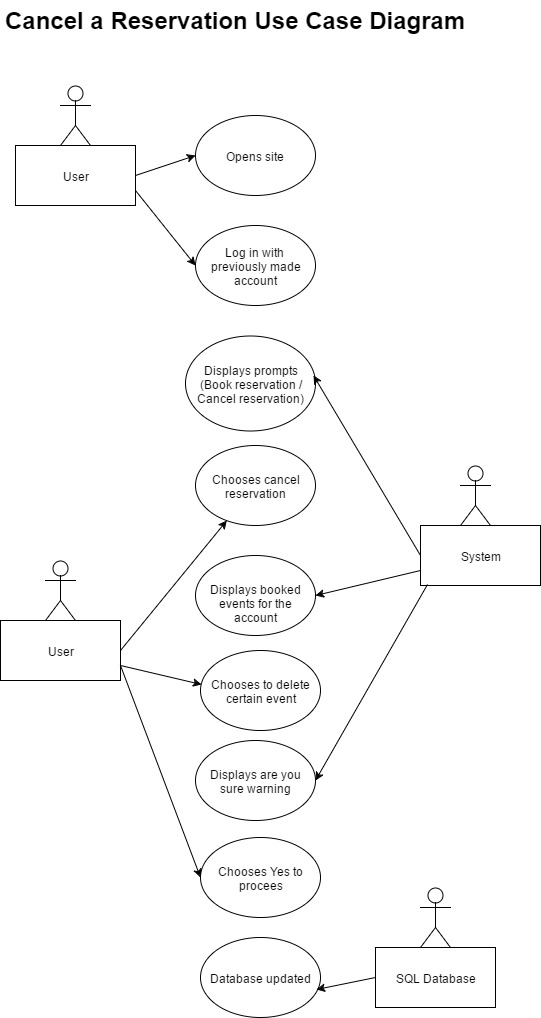 Cancel a Reservation Use Case Diagram
Opens site
User
Log in with
previously made
account
Displays prompts
(Book reservation /
Cancel reservation)
Chooses cancel
reservation
System
Displays booked
events for the
account
User
Chooses to delete
certain event
Displays are you
sure warning
Chooses Yes to
procees
Database updated
SQL Database